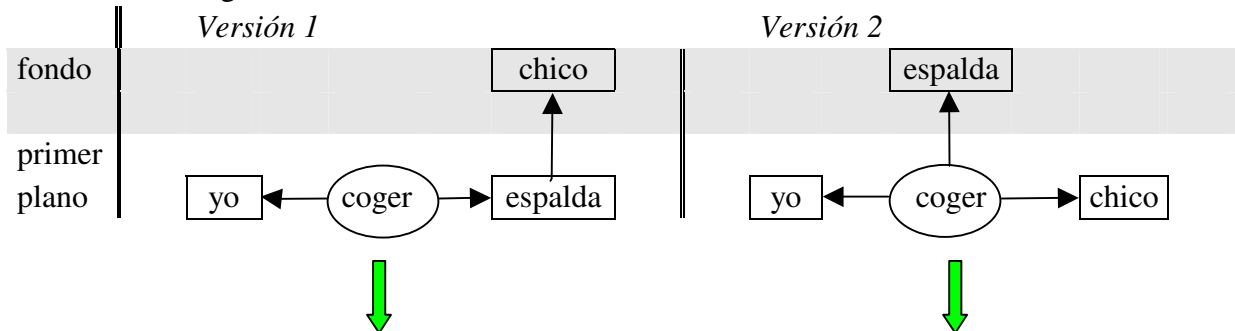 Versión 1 Versión 2
fondo chico espalda
primer
plano yo coger espalda yo coger chico